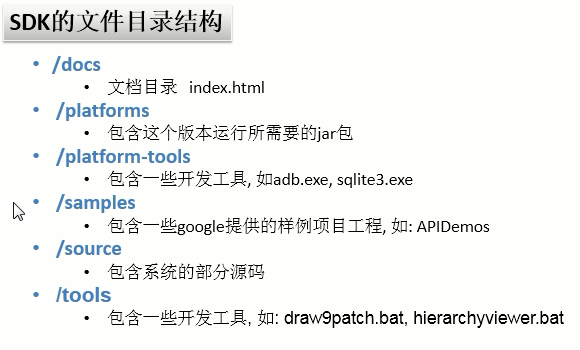 SDK的文件目录结构
• /docs
• 文档目录 index.html
• /platforms
• 包含这个版本运行所需要的jar包
• /platform-tools
• 包含一些开发工具, 如adb.exe, sqlite3.exe
• /samples
• 包含一些google提供的样例项目工程, 如: APIDemos
• /source
• 包含系统的部分源码
• /tools
• 包含一些开发工具, 如: draw9patch.bat, hierarchyviewer.bat